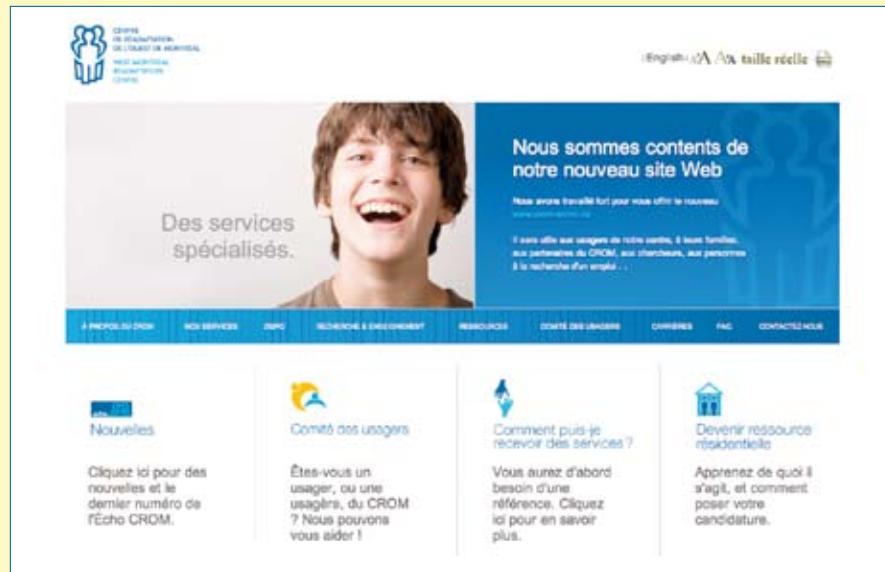 CENTRE
DE RÉADAPTATION
DE L'OUEST DE MONTRÉAL
WEST MONTREAL
READAPTATION
CENTRE
English
AA AA taille réelle
Des services
spécialisés.
Nous sommes contents de
notre nouveau site Web
Nous avons travaillé fort pour vous offrir le nouveau
Il sera utile aux usagers de notre centre, à leurs familles,
aux partenaires du CROM, aux chercheurs, aux personnes
à la recherche d'un emploi . .
À PROPOS DU CROM NOS SERVICES RECHERCHE & ENSEIGNEMENT RESSOURCES COMITÉ DES USAGERS CARRIÈRES FAQ CONTACTEZ-NOUS
Nouvelles
Cliquez ici pour des
nouvelles et le
dernier numéro de
l'Écho CROM.
Comité des usagers
Êtes-vous un
usager, ou une
usagère, du CROM
? Nous pouvons
vous aider !
Comment puis-je
recevoir des services ?
Vous aurez d'abord
besoin d'une
référence. Cliquez
ici pour en savoir
plus.
Devenir ressource
résidentielle
Apprenez de quoi il
s'agit, et comment
poser votre
candidature.